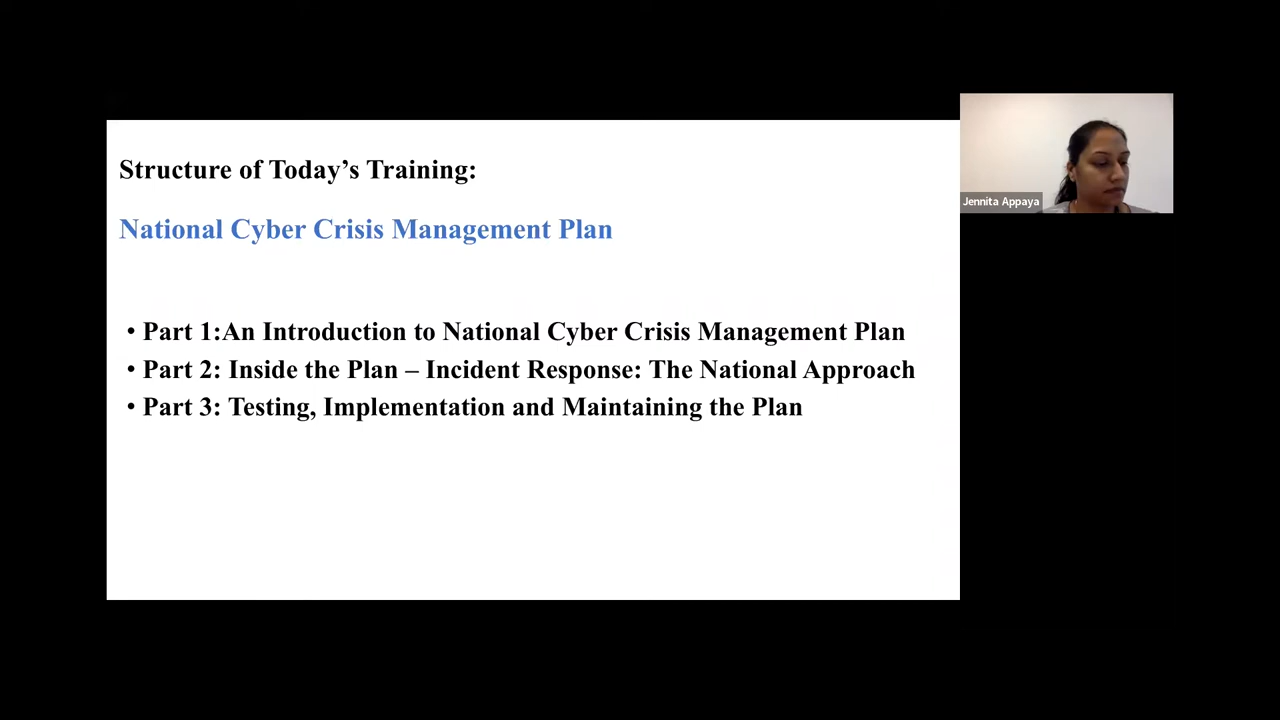 Structure of Today’s Training:
National Cyber Crisis Management Plan
• Part 1:An Introduction to National Cyber Crisis Management Plan
• Part 2: Inside the Plan – Incident Response: The National Approach
• Part 3: Testing, Implementation and Maintaining the Plan
Jennita Appaya